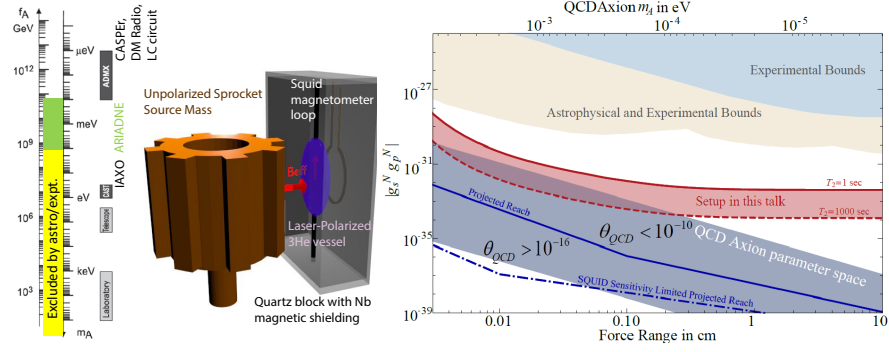 f_A
GeV
10^12
10^9
10^6
10^3
Excluded by astro/expt.
μeV
meV
eV
keV
m_A
ADMX
CAST
Telescope
Laboratory
CASPEr,
DM Radio,
LC circuit
ARIADNE
IAXO
Unpolarized Sprocket
Source Mass
Squid
magnetometer
loop
Beff
Laser-Polarized
3He vessel
Quartz block with Nb
magnetic shielding
QCD Axion m_A in eV
10^-3
10^-4
10^-5
10^-27
10^-31
10^-35
10^-39
|g_s^N g_p^N|
Experimental Bounds
Astrophysical and Experimental Bounds
T_2=1 sec
Setup in this talk
T_2=1000 sec
Projected Reach
θ_QCD<10^-10
θ_QCD>10^-16
QCD Axion parameter space
SQUID Sensitivity Limited Projected Reach
0.01
0.10
1
10
Force Range in cm